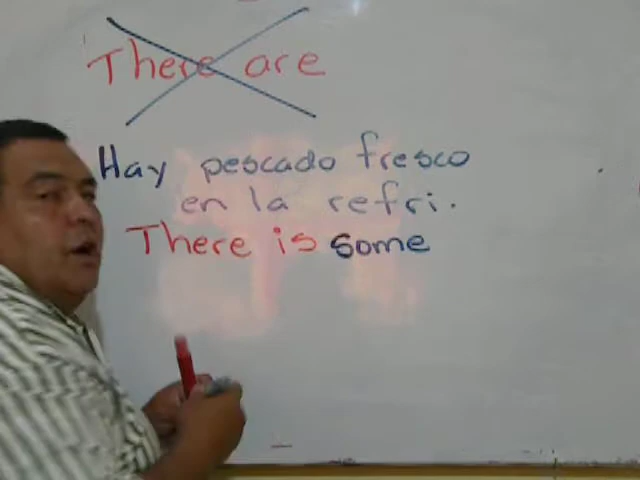 There are
Hay pescado fresco
en la refri.
There is some